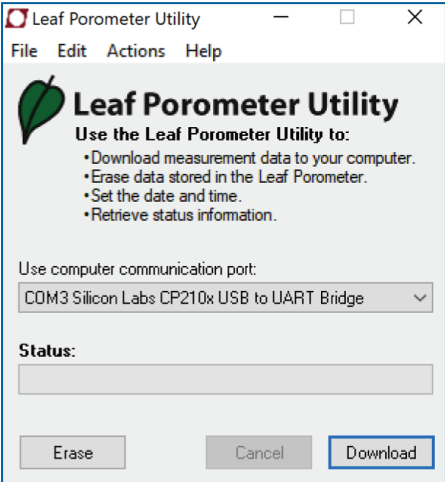 Leaf Porometer Utility
File Edit Actions Help
Leaf Porometer Utility
Use the Leaf Porometer Utility to:
•Download measurement data to your computer.
•Erase data stored in the Leaf Porometer.
•Set the date and time.
•Retrieve status information.
Use computer communication port:
COM3 Silicon Labs CP210x USB to UART Bridge
Status:
Erase Cancel Download